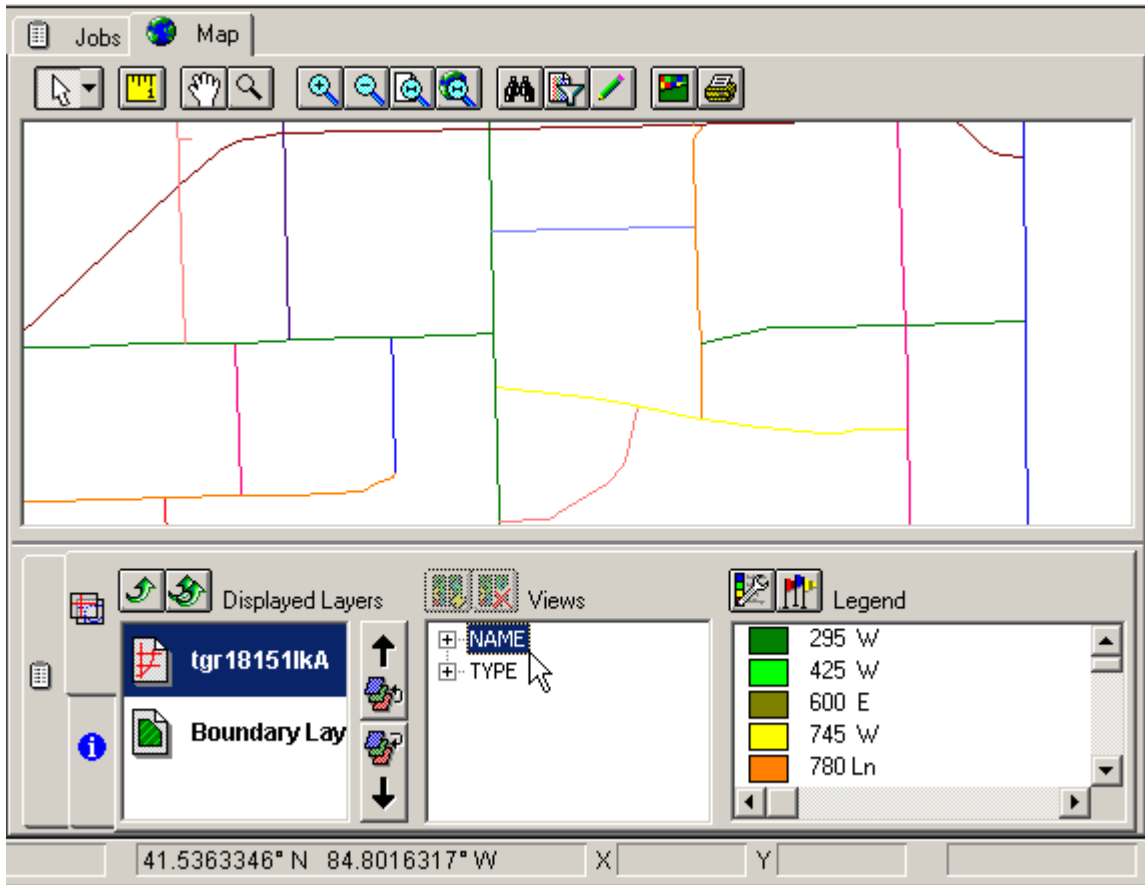 Jobs
Map
Displayed Layers
Views
Legend
tgr18151lkA
Boundary Lay
NAME
TYPE
295 W
425 W
600 E
745 W
780 Ln
41.5363346° N 84.8016317° W
X
Y